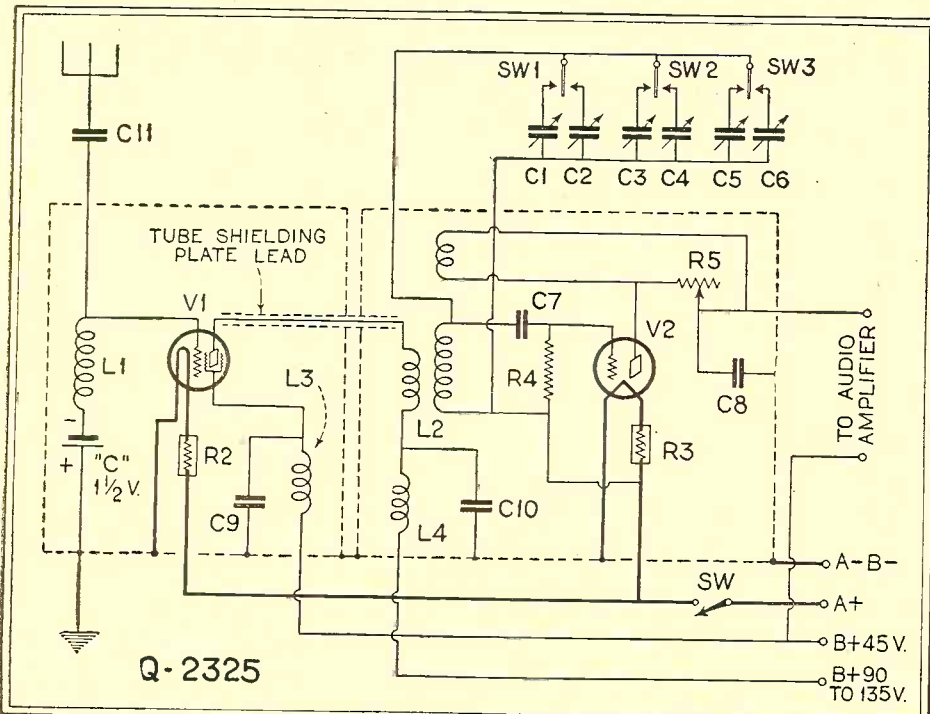 C11
SW1
SW2
SW3
C1 C2 C3 C4 C5 C6
TUBE SHIELDING
PLATE LEAD
V1
L1
-
+
"C"
1½ V.
R2
L3
C9
L2
L4
C10
C7
R4
V2
R5
R3
C8
TO AUDIO
AMPLIFIER
SW
A-B-
A+
B+45V.
B+90
TO 135V.
Q-2325